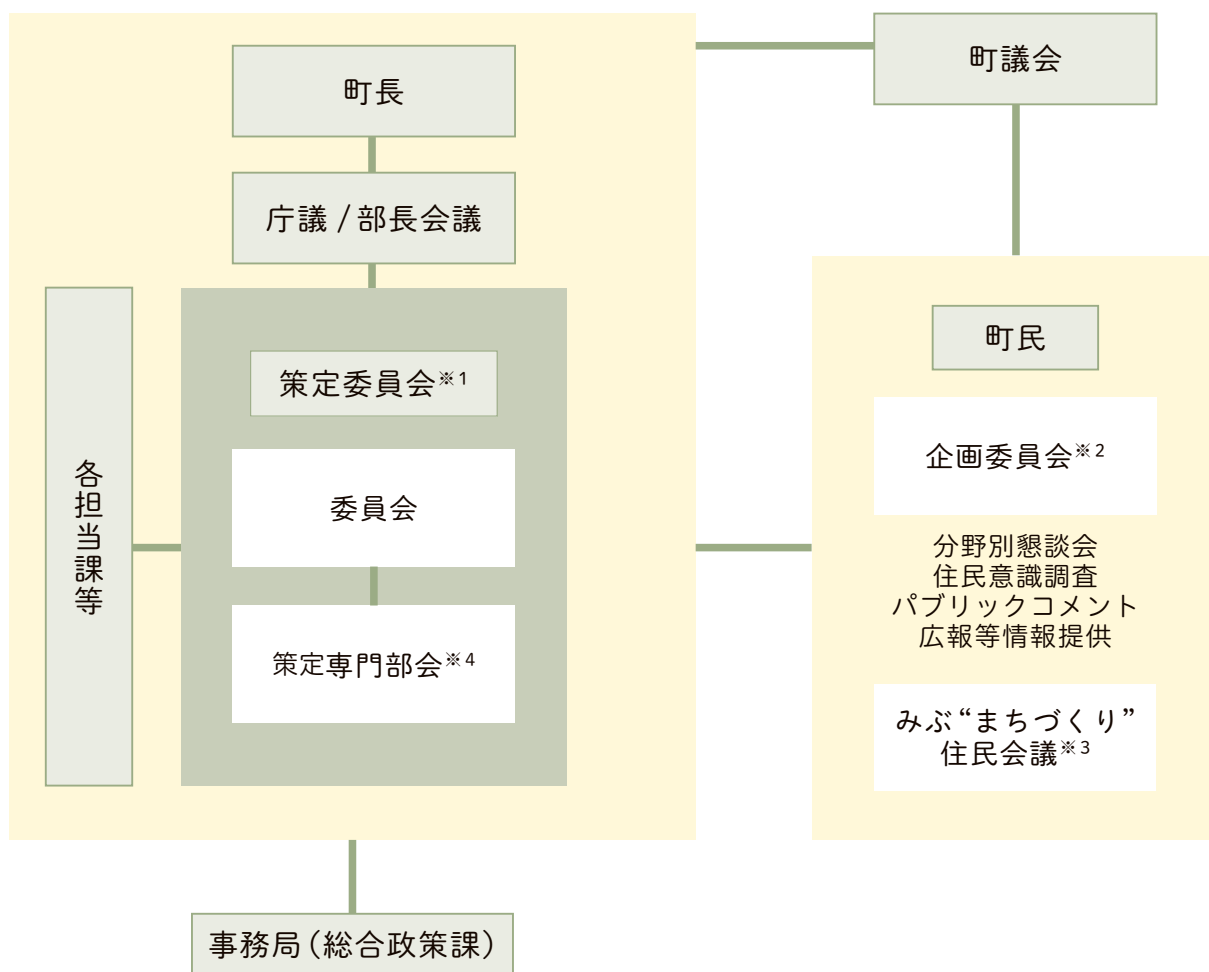 町長
町議会
庁議/部長会議
各担当課等
策定委員会※1
委員会
策定専門部会※4
町民
企画委員会※2
分野別懇談会
住民意識調査
パブリックコメント
広報等情報提供
みぶ“まちづくり”
住民会議※3
事務局(総合政策課)